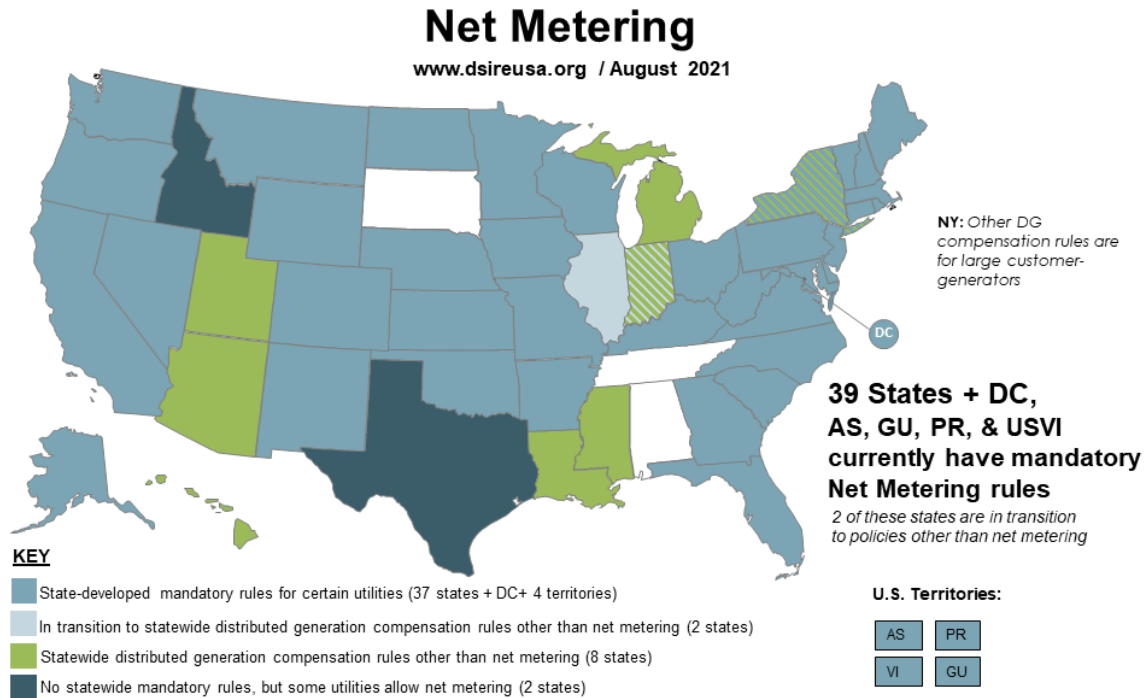 Net Metering
www.dsireusa.org / August 2021
NY: Other DG
compensation rules are
for large customer-
generators
DC
39 States + DC,
AS, GU, PR, & USVI
currently have mandatory
Net Metering rules
2 of these states are in transition
to policies other than net metering
KEY
State-developed mandatory rules for certain utilities (37 states + DC+ 4 territories)
In transition to statewide distributed generation compensation rules other than net metering (2 states)
Statewide distributed generation compensation rules other than net metering (8 states)
No statewide mandatory rules, but some utilities allow net metering (2 states)
U.S. Territories:
AS PR
VI GU